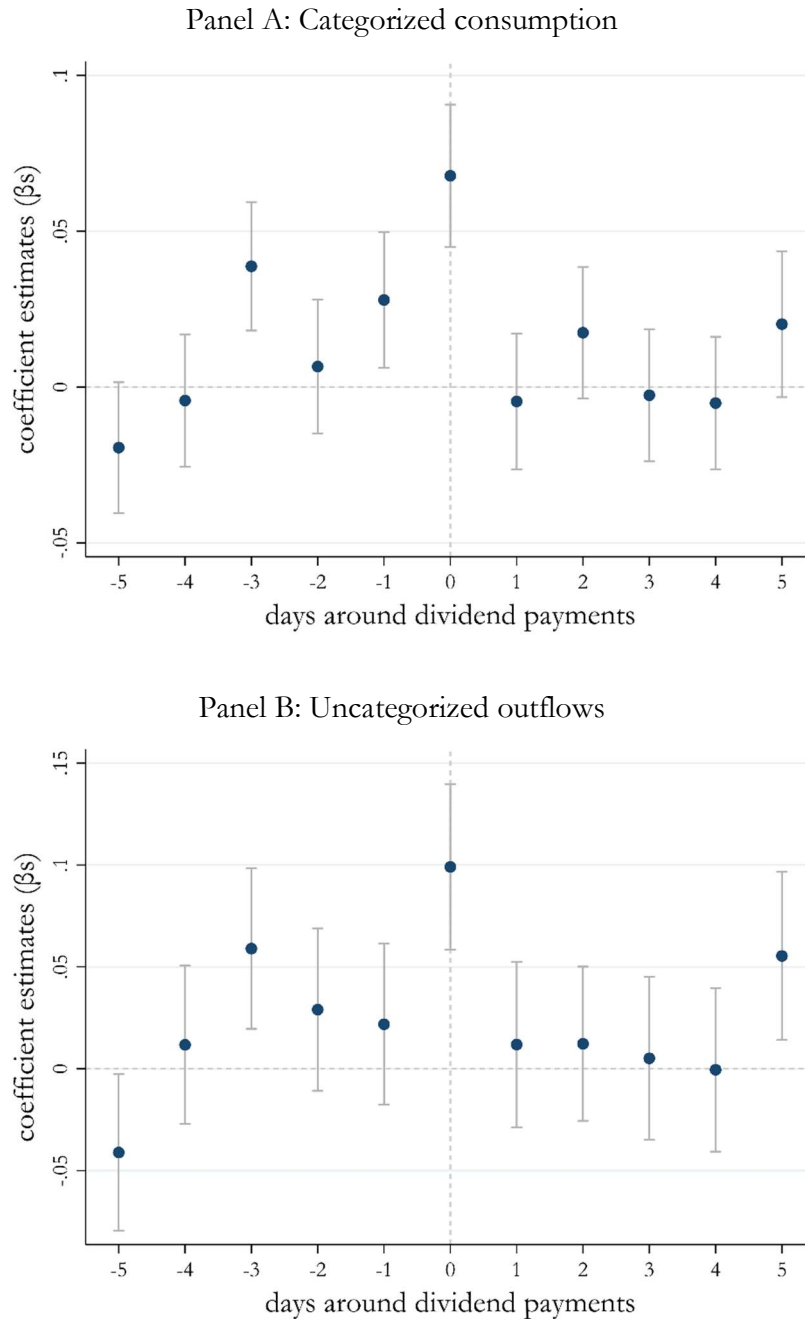 Panel A: Categorized consumption
.1
.05
0
-.05
coefficient estimates (βs)
-5 -4 -3 -2 -1 0 1 2 3 4 5
days around dividend payments
Panel B: Uncategorized outflows
.15
.1
.05
0
-.05
coefficient estimates (βs)
-5 -4 -3 -2 -1 0 1 2 3 4 5
days around dividend payments